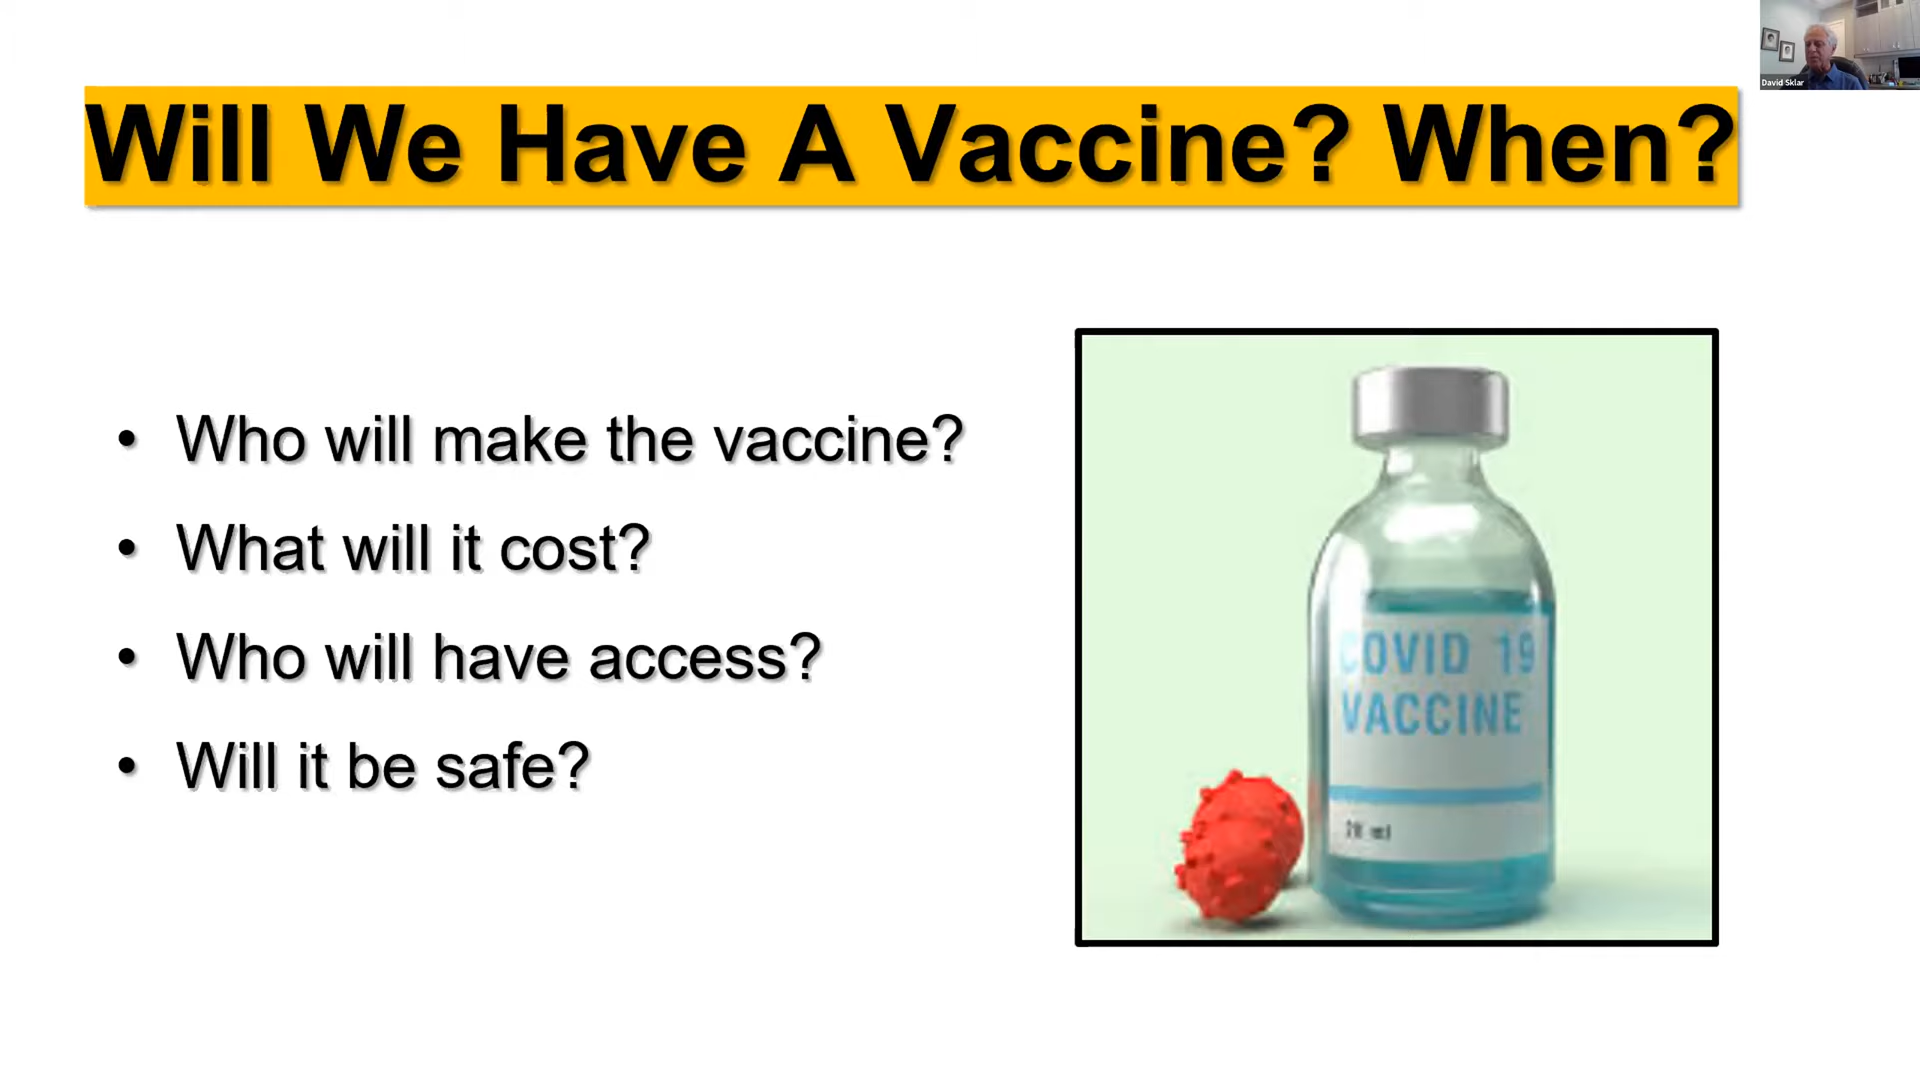 David Sklar
Will We Have A Vaccine? When?
• Who will make the vaccine?
• What will it cost?
• Who will have access?
• Will it be safe?
COVID 19
VACCINE
ml